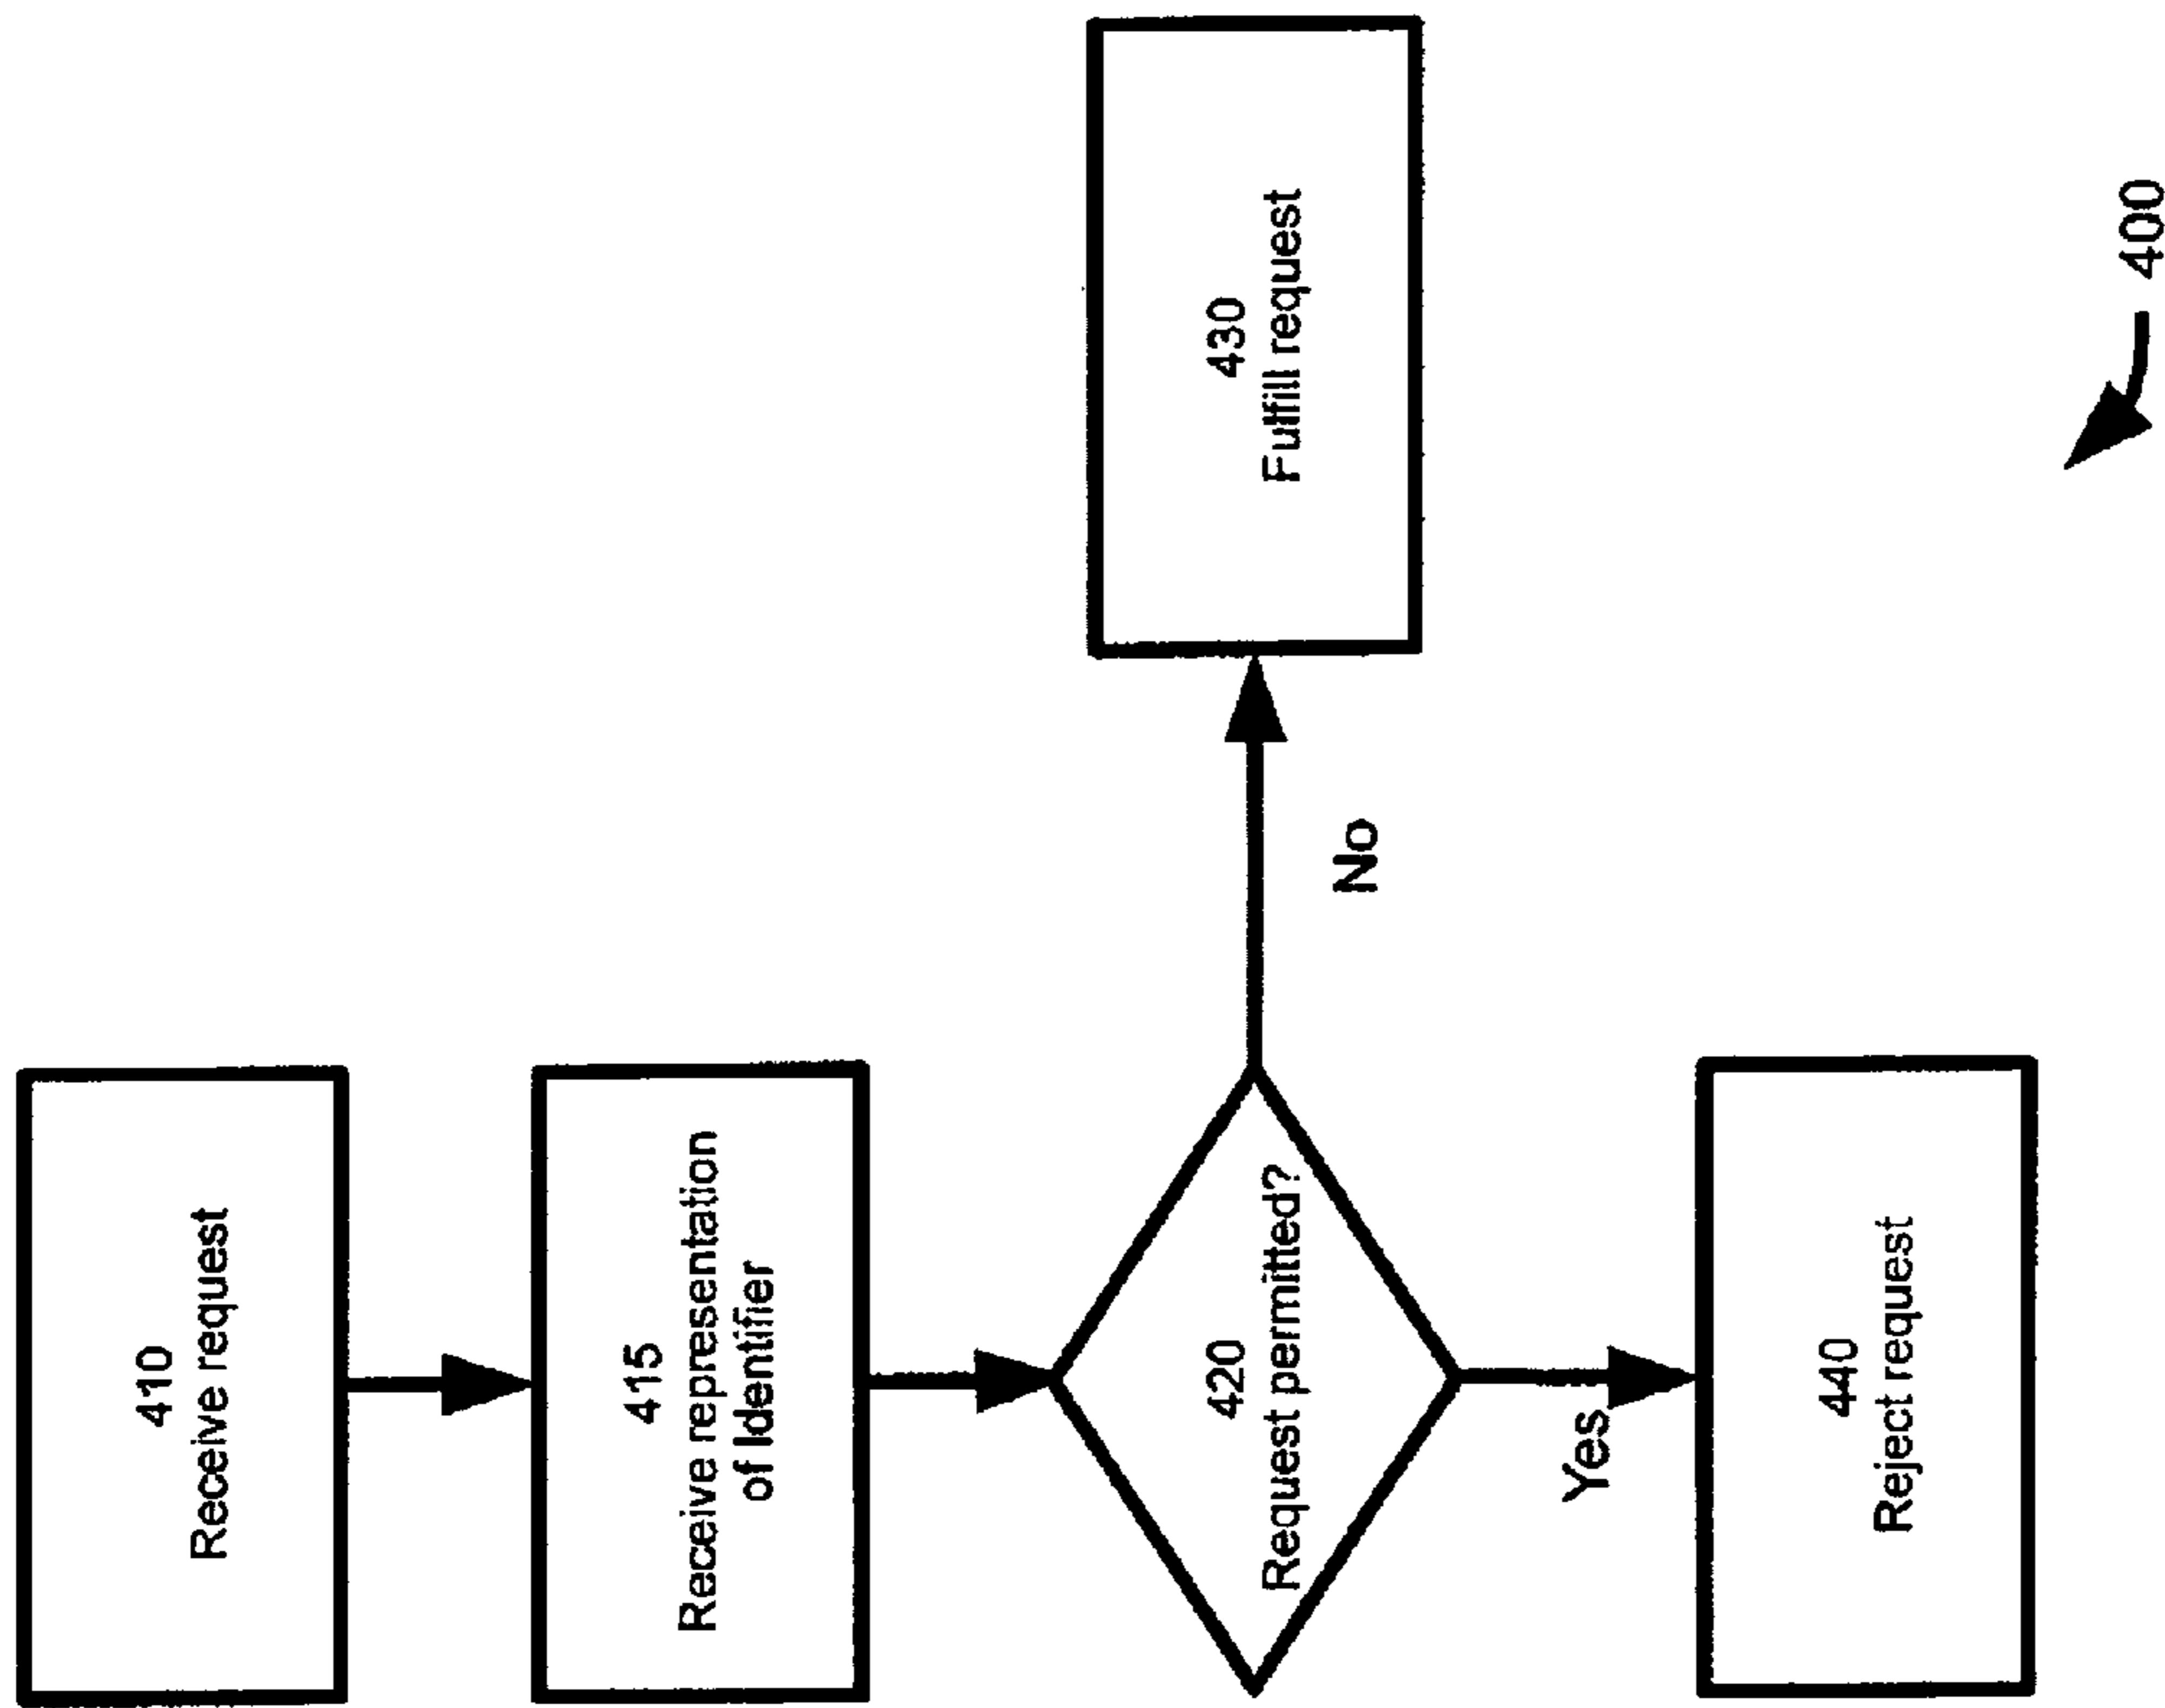 410
Receive request
415
Receive representation
of Identifier
420
Request permitted?
No
430
Fulfill request
Yes
440
Reject request
400